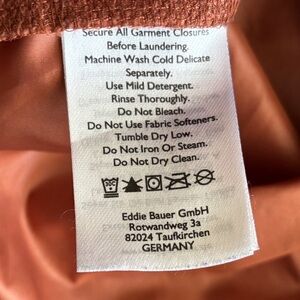 Secure All Garment Closures
Before Laundering.
Machine Wash Cold Delicate
Separately.
Use Mild Detergent.
Rinse Thoroughly.
Do Not Bleach.
Do Not Use Fabric Softeners.
Tumble Dry Low.
Do Not Iron Or Steam.
Do Not Dry Clean.
Eddie Bauer GmbH
Rotwandweg 3a
82024 Taufkirchen
GERMANY